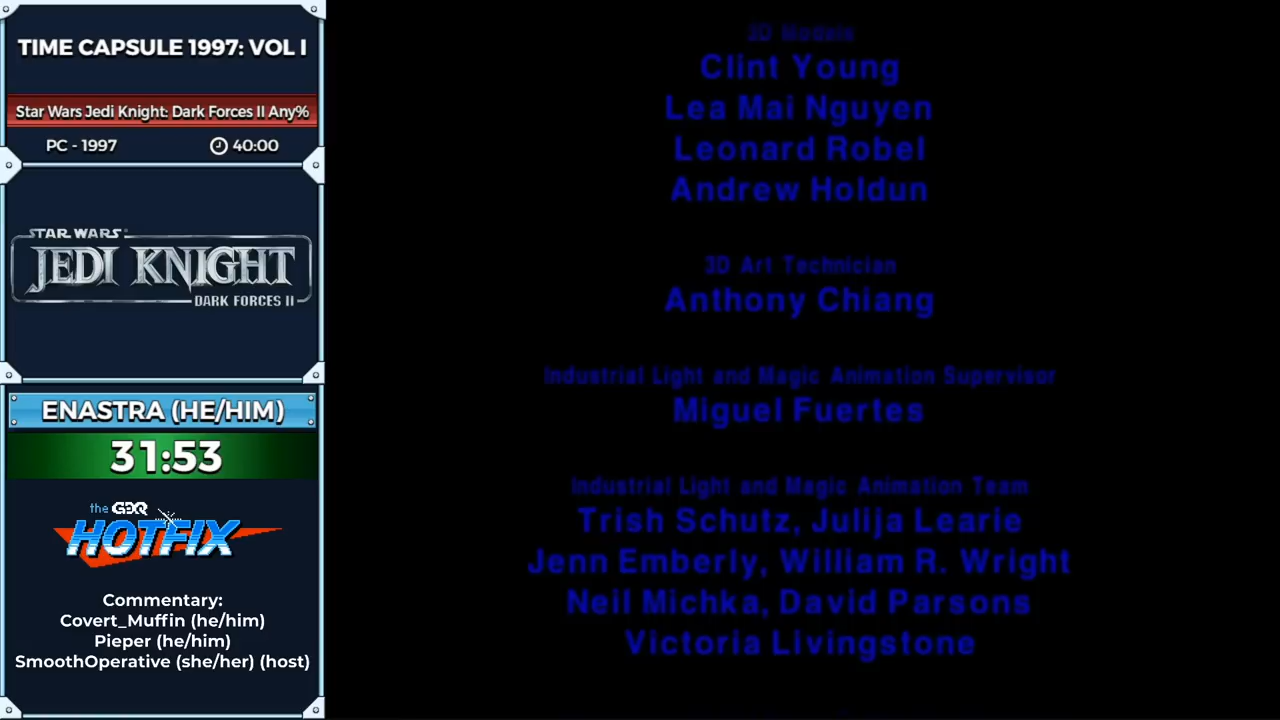 TIME CAPSULE 1997: VOL I
Star Wars Jedi Knight: Dark Forces II Any%
PC - 1997
40:00
STAR WARS
JEDI KNIGHT
DARK FORCES II
ENASTRA (HE/HIM)
31:53
the GDQ
HOTFIX
Commentary:
Covert_Muffin (he/him)
Pieper (he/him)
SmoothOperative (she/her) (host)
3D Models
Clint Young
Lea Mai Nguyen
Leonard Robel
Andrew Holdun
3D Art Technician
Anthony Chiang
Industrial Light and Magic Animation Supervisor
Miguel Fuertes
Industrial Light and Magic Animation Team
Trish Schutz, Julija Learie
Jenn Emberly, William R. Wright
Neil Michka, David Parsons
Victoria Livingstone